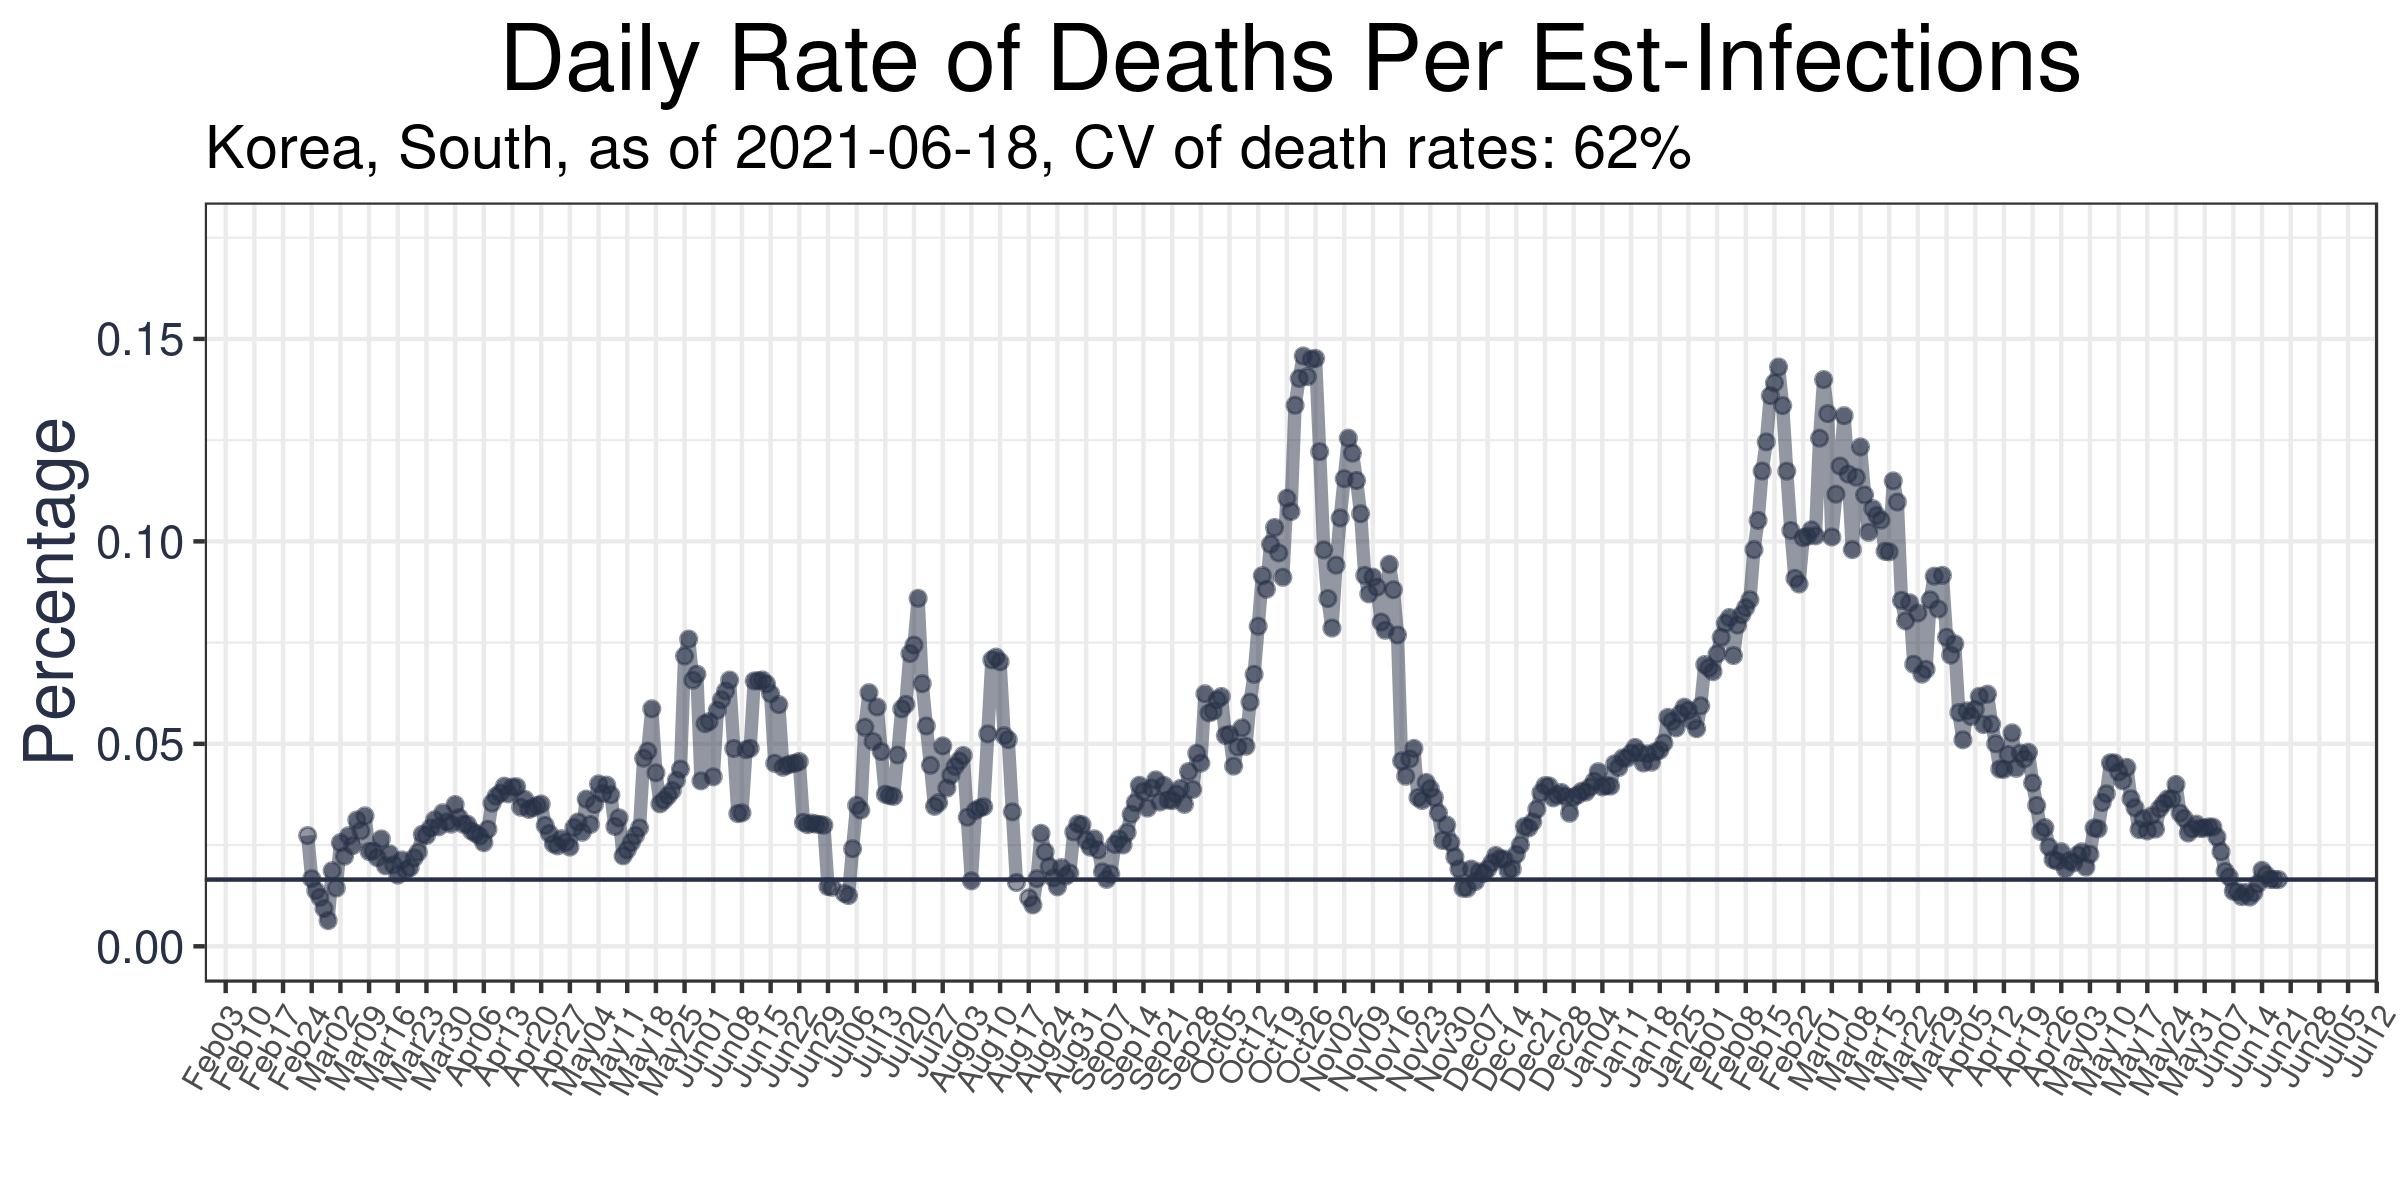 Daily Rate of Deaths Per Est-Infections
Korea, South, as of 2021-06-18, CV of death rates: 62%
Percentage
0.15
0.10
0.05
0.00
Feb03
Feb10
Feb17
Feb24
Mar02
Mar09
Mar16
Mar23
Mar30
Apr06
Apr13
Apr20
Apr27
May04
May11
May18
May25
Jun01
Jun08
Jun15
Jun22
Jun29
Jul06
Jul13
Jul20
Jul27
Aug03
Aug10
Aug17
Aug24
Aug31
Sep07
Sep14
Sep21
Sep28
Oct05
Oct12
Oct19
Oct26
Nov02
Nov09
Nov16
Nov23
Nov30
Dec07
Dec14
Dec21
Dec28
Jan04
Jan11
Jan18
Jan25
Feb01
Feb08
Feb15
Feb22
Mar01
Mar08
Mar15
Mar22
Mar29
Apr05
Apr12
Apr19
Apr26
May03
May10
May17
May24
May31
Jun07
Jun14
Jun21
Jun28
Jul05
Jul12